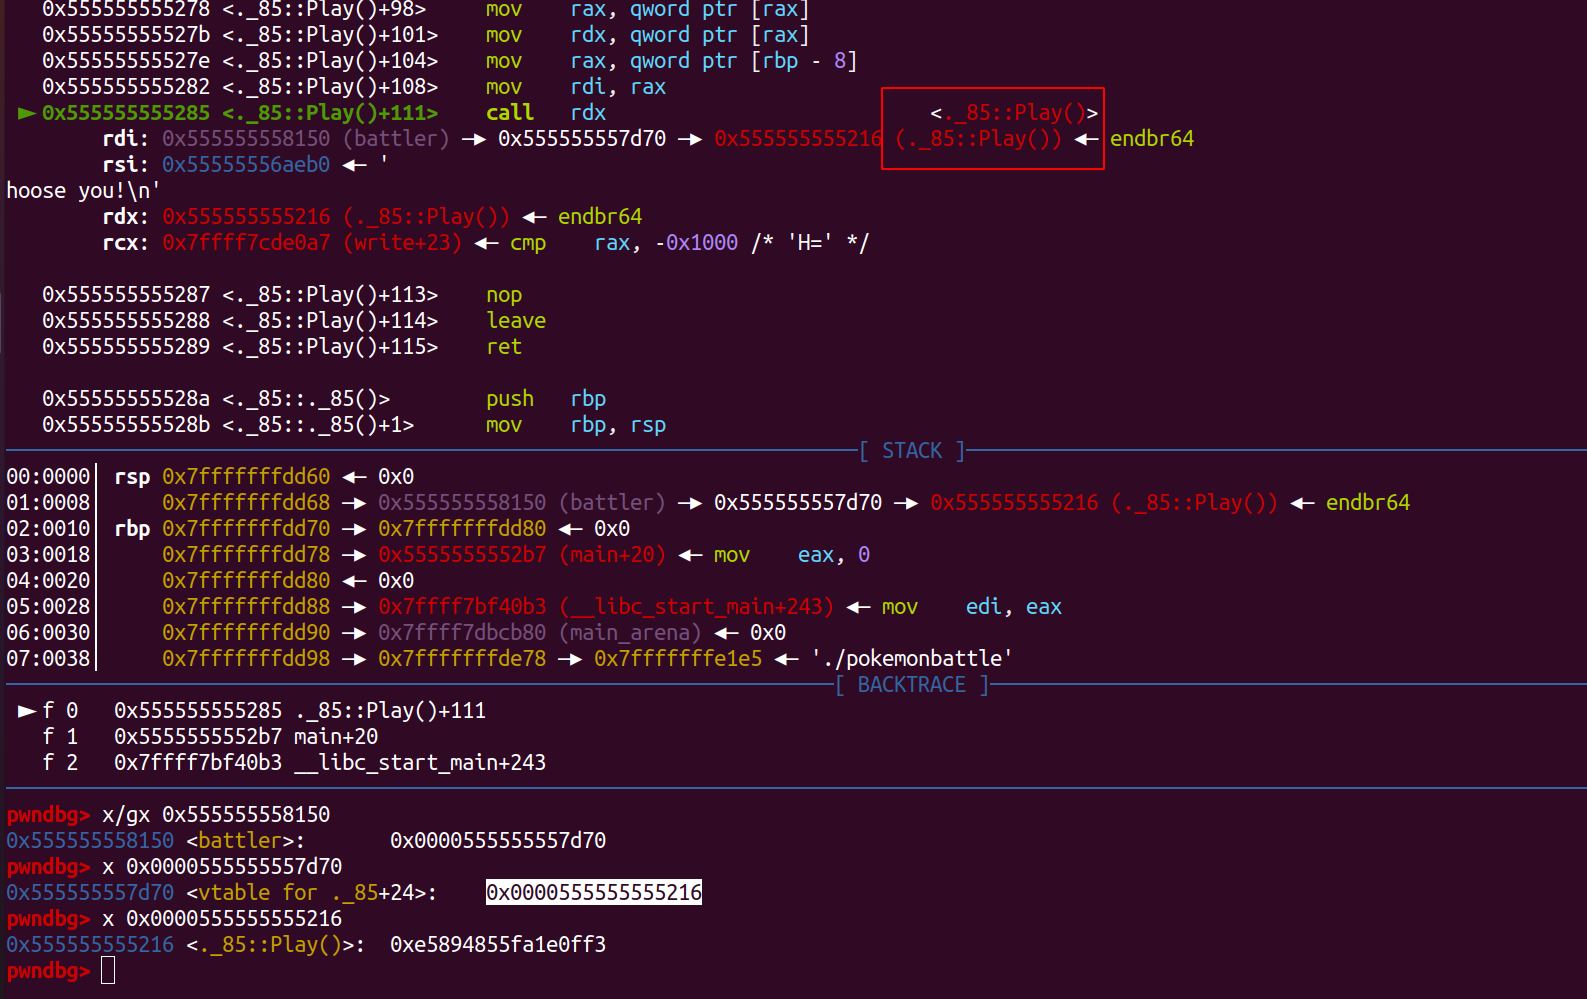 0x555555555278 <._85::Play()+98> mov rax, qword ptr [rax]
0x55555555527b <._85::Play()+101> mov rdx, qword ptr [rax]
0x55555555527e <._85::Play()+104> mov rax, qword ptr [rbp - 8]
0x555555555282 <._85::Play()+108> mov rdi, rax
► 0x555555555285 <._85::Play()+111> call rdx <._85::Play()>
rdi: 0x555555558150 (battler) —▸ 0x555555557d70 —▸ 0x555555555216 (._85::Play()) ◂— endbr64
rsi: 0x55555556aeb0 ◂— '
hoose you!\n'
rdx: 0x555555555216 (._85::Play()) ◂— endbr64
rcx: 0x7ffff7cde0a7 (write+23) ◂— cmp rax, -0x1000 /* 'H=' */
0x555555555287 <._85::Play()+113> nop
0x555555555288 <._85::Play()+114> leave
0x555555555289 <._85::Play()+115> ret
0x55555555528a <._85::._85()> push rbp
0x55555555528b <._85::._85()+1> mov rbp, rsp
[ STACK ]
00:0000│ rsp 0x7fffffffdd60 ◂— 0x0
01:0008│ 0x7fffffffdd68 —▸ 0x555555558150 (battler) —▸ 0x555555557d70 —▸ 0x555555555216 (._85::Play()) ◂— endbr64
02:0010│ rbp 0x7fffffffdd70 —▸ 0x7fffffffdd80 ◂— 0x0
03:0018│ 0x7fffffffdd78 —▸ 0x5555555552b7 (main+20) ◂— mov eax, 0
04:0020│ 0x7fffffffdd80 ◂— 0x0
05:0028│ 0x7fffffffdd88 —▸ 0x7ffff7bf40b3 (__libc_start_main+243) ◂— mov edi, eax
06:0030│ 0x7fffffffdd90 —▸ 0x7ffff7dbcb80 (main_arena) ◂— 0x0
07:0038│ 0x7fffffffdd98 —▸ 0x7fffffffde78 —▸ 0x7fffffffe1e5 ◂— './pokemonbattle'
[ BACKTRACE ]
► f 0 0x555555555285 ._85::Play()+111
f 1 0x5555555552b7 main+20
f 2 0x7ffff7bf40b3 __libc_start_main+243
pwndbg> x/gx 0x555555558150
0x555555558150 <battler>: 0x0000555555557d70
pwndbg> x 0x0000555555557d70
0x555555557d70 <vtable for ._85+24>: 0x0000555555555216
pwndbg> x 0x0000555555555216
0x555555555216 <._85::Play()>: 0xe5894855fa1e0ff3
pwndbg>